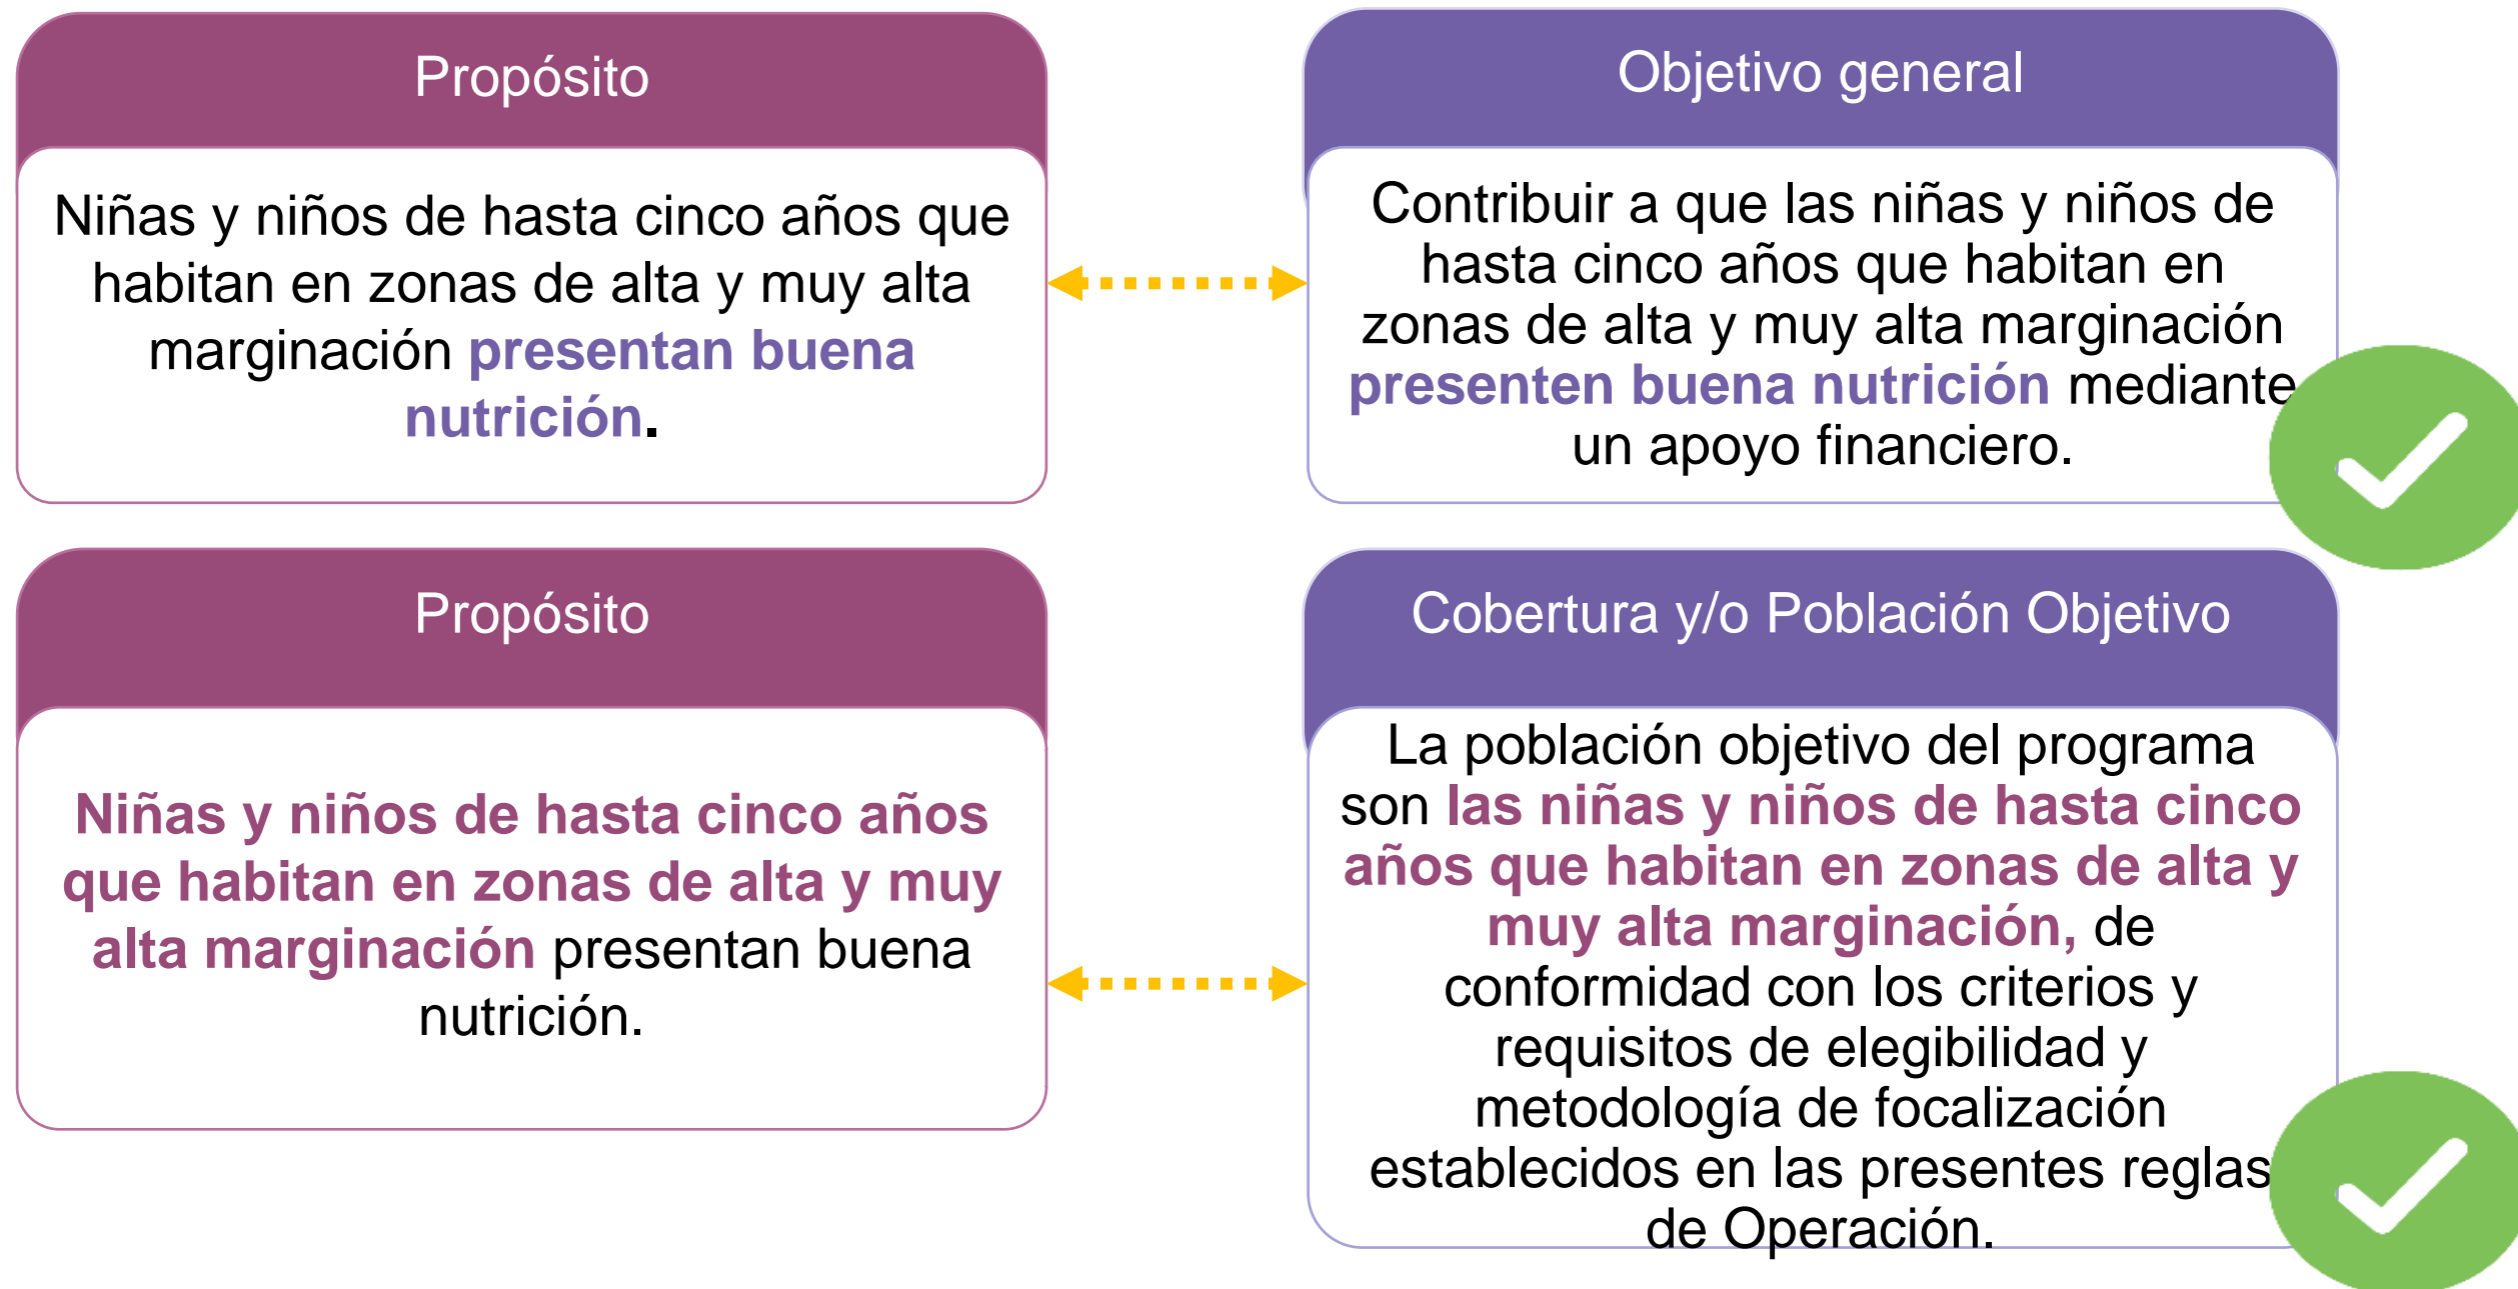 Propósito
Niñas y niños de hasta cinco años que
habitan en zonas de alta y muy alta
marginación presentan buena
nutrición.
Objetivo general
Contribuir a que las niñas y niños de
hasta cinco años que habitan en
zonas de alta y muy alta marginación
presenten buena nutrición mediante
un apoyo financiero.
Propósito
Niñas y niños de hasta cinco años
que habitan en zonas de alta y muy
alta marginación presentan buena
nutrición.
Cobertura y/o Población Objetivo
La población objetivo del programa
son las niñas y niños de hasta cinco
años que habitan en zonas de alta y
muy alta marginación, de
conformidad con los criterios y
requisitos de elegibilidad y
metodología de focalización
establecidos en las presentes reglas
de Operación.